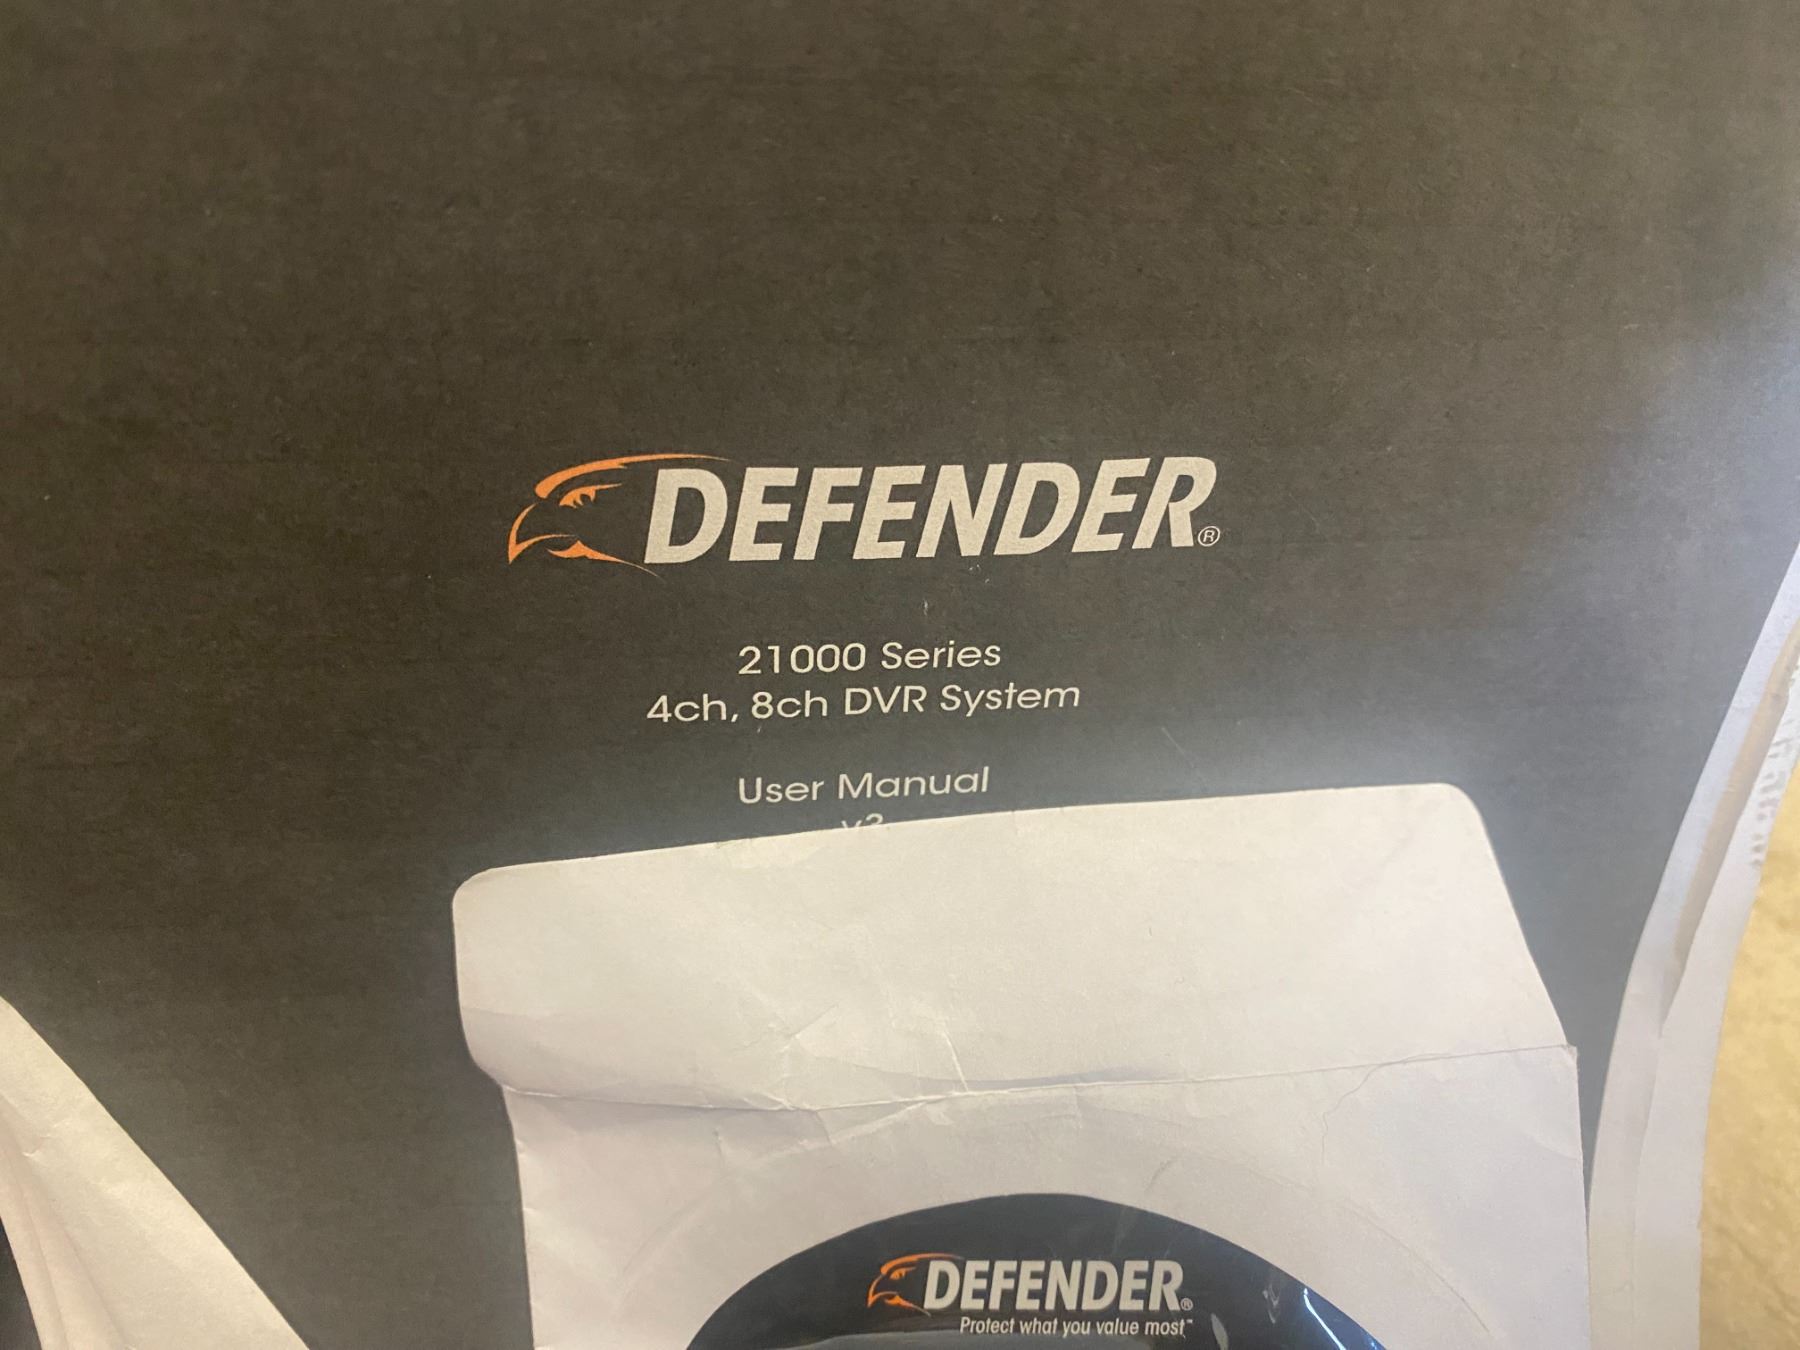 DEFENDER®
21000 Series
4ch, 8ch DVR System
User Manual
DEFENDER®
Protect what you value most™